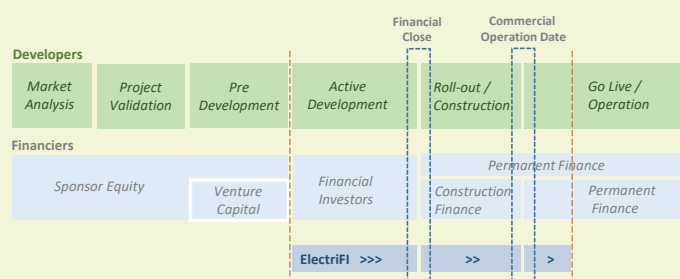 Financial
Close
Commercial
Operation Date
Developers
Market
Analysis
Project
Validation
Pre
Development
Active
Development
Roll-out /
Construction
Go Live /
Operation
Financiers
Sponsor Equity
Venture
Capital
Financial
Investors
Permanent Finance
Construction
Finance
Permanent
Finance
ElectriFI >>>
>>
>